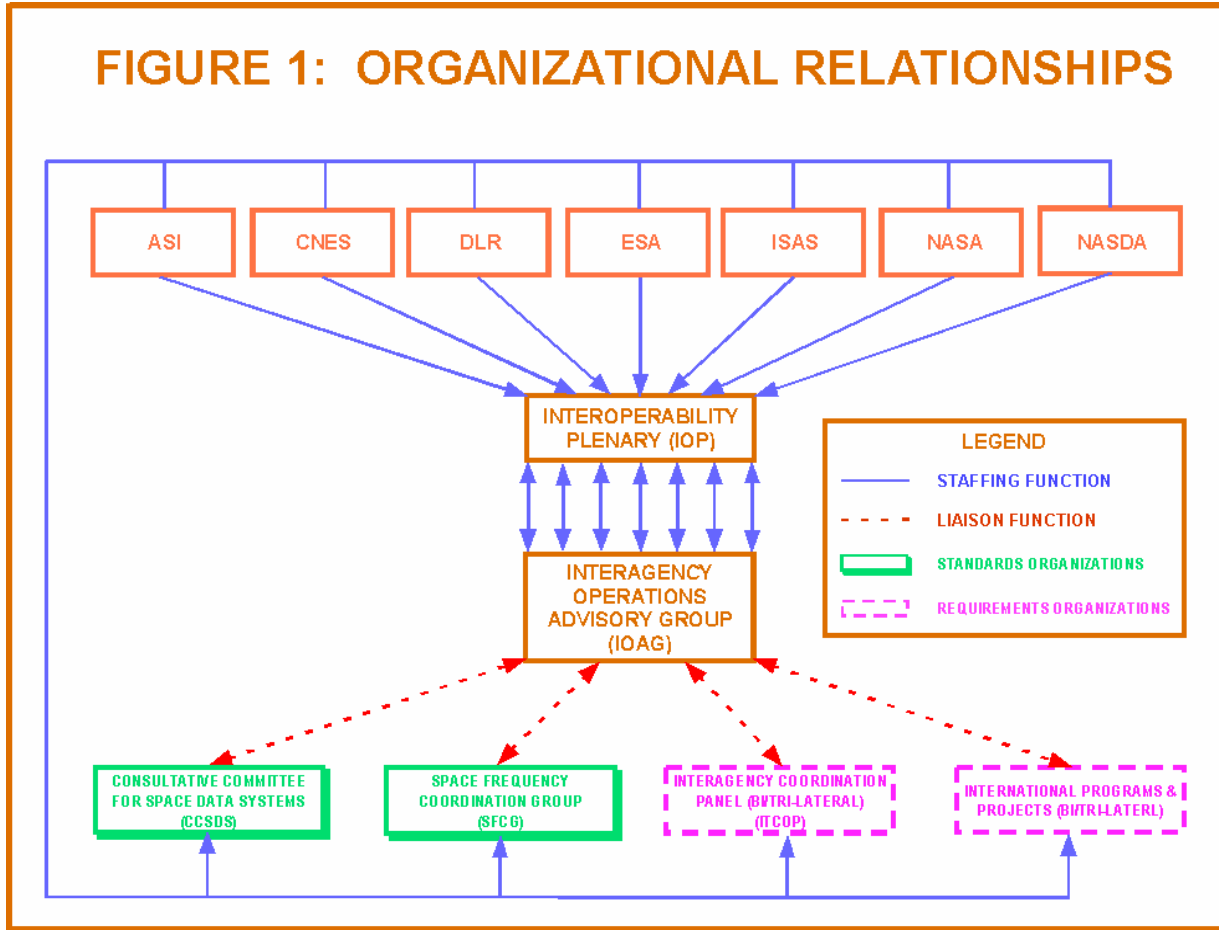 FIGURE 1: ORGANIZATIONAL RELATIONSHIPS
ASI
CNES
DLR
ESA
ISAS
NASA
NASDA
INTEROPERABILITY
PLENARY (IOP)
LEGEND
STAFFING FUNCTION
LIAISON FUNCTION
STANDARDS ORGANIZATIONS
REQUIREMENTS ORGANIZATIONS
INTERAGENCY
OPERATIONS
ADVISORY GROUP
(IOAG)
CONSULTATIVE COMMITTEE
FOR SPACE DATA SYSTEMS
(CCSDS)
SPACE FREQUENCY
COORDINATION GROUP
(SFCG)
INTERAGENCY COORDINATION
PANEL (BI/TRI-LATERAL)
(ITCOP)
INTERNATIONAL PROGRAMS &
PROJECTS (BI/TRI-LATERL)